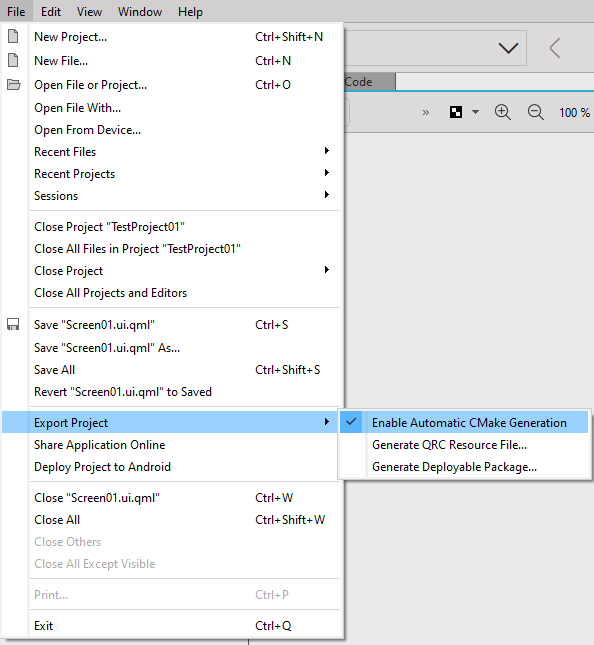 File Edit View Window Help
New Project... Ctrl+Shift+N
New File... Ctrl+N
Open File or Project... Ctrl+O
Code
Open File With...
» 100 %
Open From Device...
Recent Files
Recent Projects
Sessions
Close Project "TestProject01"
Close All Files in Project "TestProject01"
Close Project
Close All Projects and Editors
Save "Screen01.ui.qml" Ctrl+S
Save "Screen01.ui.qml" As...
Save All Ctrl+Shift+S
Revert "Screen01.ui.qml" to Saved
Export Project
Enable Automatic CMake Generation
Share Application Online
Generate QRC Resource File...
Deploy Project to Android
Generate Deployable Package...
Close "Screen01.ui.qml" Ctrl+W
Close All Ctrl+Shift+W
Close Others
Close All Except Visible
Print... Ctrl+P
Exit Ctrl+Q